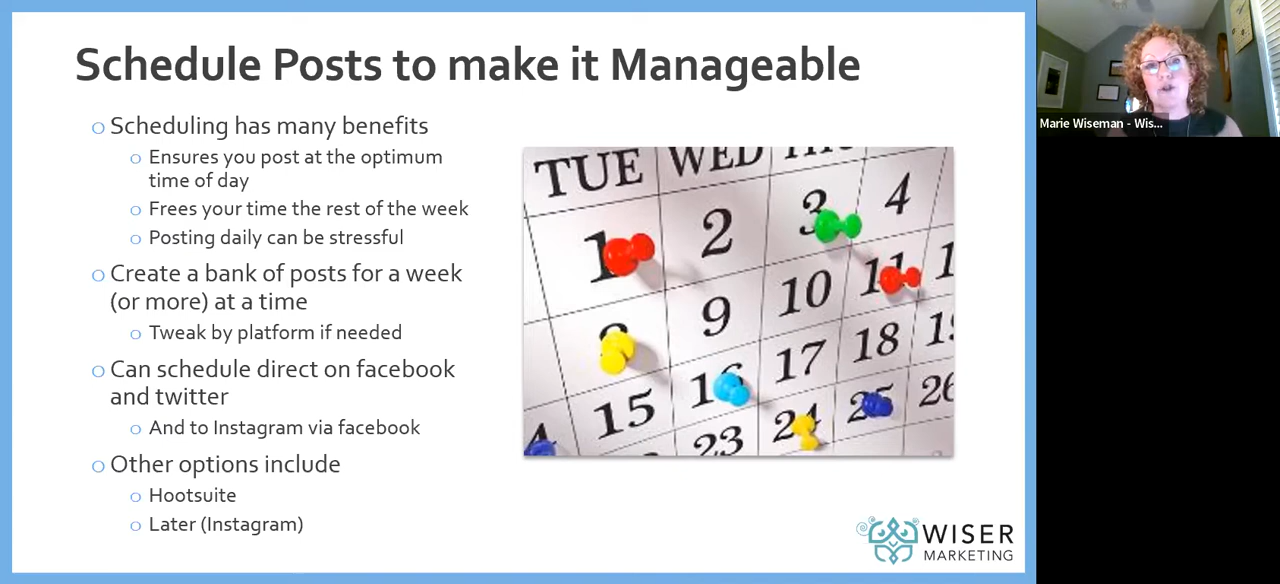 Schedule Posts to make it Manageable
o Scheduling has many benefits
o Ensures you post at the optimum
time of day
o Frees your time the rest of the week
o Posting daily can be stressful
o Create a bank of posts for a week
(or more) at a time
o Tweak by platform if needed
o Can schedule direct on facebook
and twitter
o And to Instagram via facebook
o Other options include
o Hootsuite
o Later (Instagram)
TUE WED
1 2 3 4
9 10 11
15 16 17 18
23 24 25 26
WISER
MARKETING
Marie Wiseman - Wis...